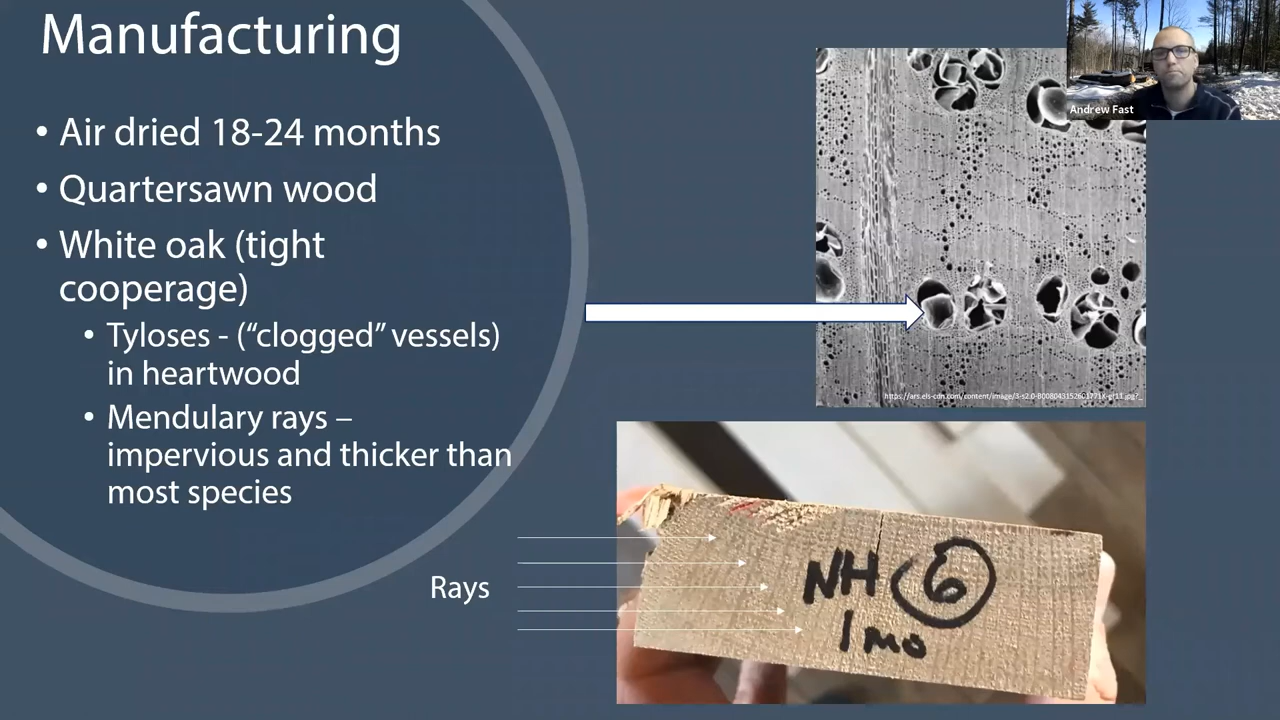 Manufacturing
• Air dried 18-24 months
• Quartersawn wood
• White oak (tight
cooperage)
• Tyloses - (“clogged” vessels)
in heartwood
• Mendulary rays –
impervious and thicker than
most species
Rays
Andrew Fast
NH 6
1 mo